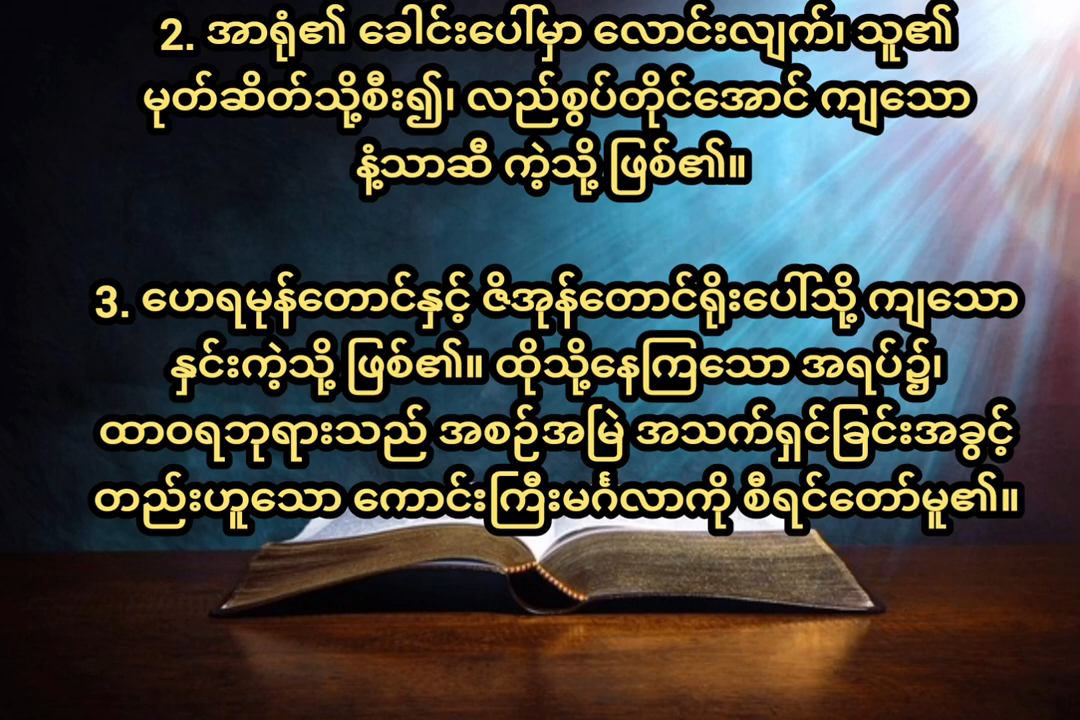 2. အာရုံ၏ ခေါင်းပေါ်မှာ လောင်းလျက်၊ သူ၏
မုတ်ဆိတ်သို့စီး၍၊ လည်စွပ်တိုင်အောင် ကျသော
နံ့သာဆီ ကဲ့သို့ ဖြစ်၏။
3. ဟေရမုန်တောင်နှင့် ဇိအုန်တောင်ရိုးပေါ်သို့ ကျသော
နှင်းကဲ့သို့ ဖြစ်၏။ ထိုသို့နေကြသော အရပ်၌၊
ထာဝရဘုရားသည် အစဉ်အမြဲ အသက်ရှင်ခြင်းအခွင့်
တည်းဟူသော ကောင်းကြီးမင်္ဂလာကို စီရင်တော်မူ၏။